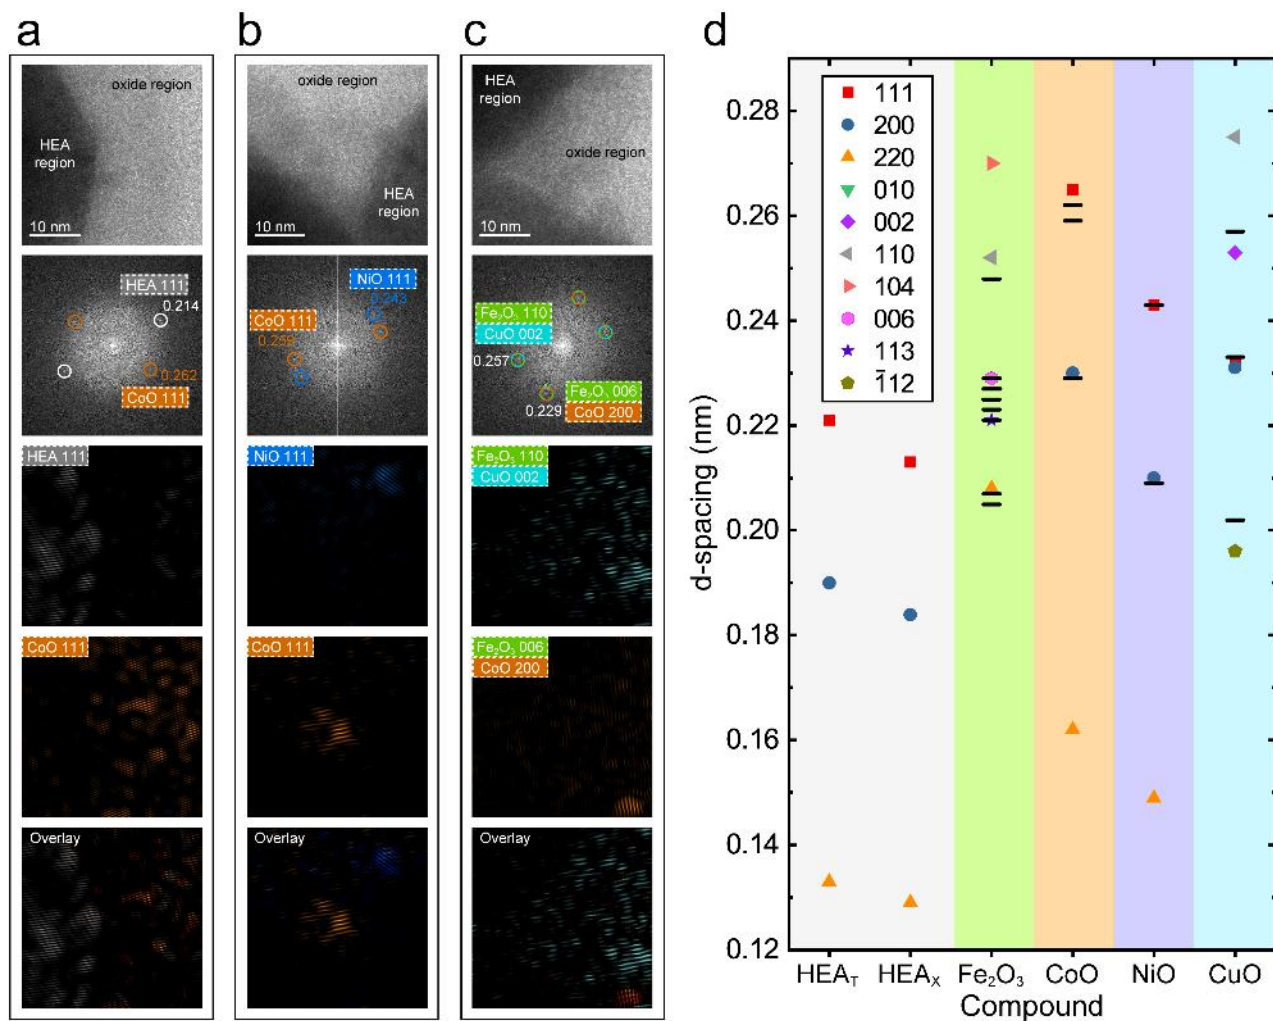 a
oxide region
HEA
region
10 nm
HEA 111
0.214
0.262
CoO 111
HEA 111
CoO 111
Overlay
b
oxide region
HEA
region
10 nm
NiO 111
0.243
CoO 111
0.259
NiO 111
CoO 111
Overlay
c
HEA
region
oxide region
10 nm
Fe₂O₃ 110
CuO 002
0.257
Fe₂O₃ 006
0.229
CoO 200
Fe₂O₃ 110
CuO 002
Fe₂O₃ 006
CoO 200
Overlay
d
111
200
220
010
002
110
104
006
113
1̄12
0.28
0.26
0.24
0.22
0.20
0.18
0.16
0.14
0.12
d-spacing (nm)
HEA_T HEA_X Fe₂O₃ CoO NiO CuO
Compound